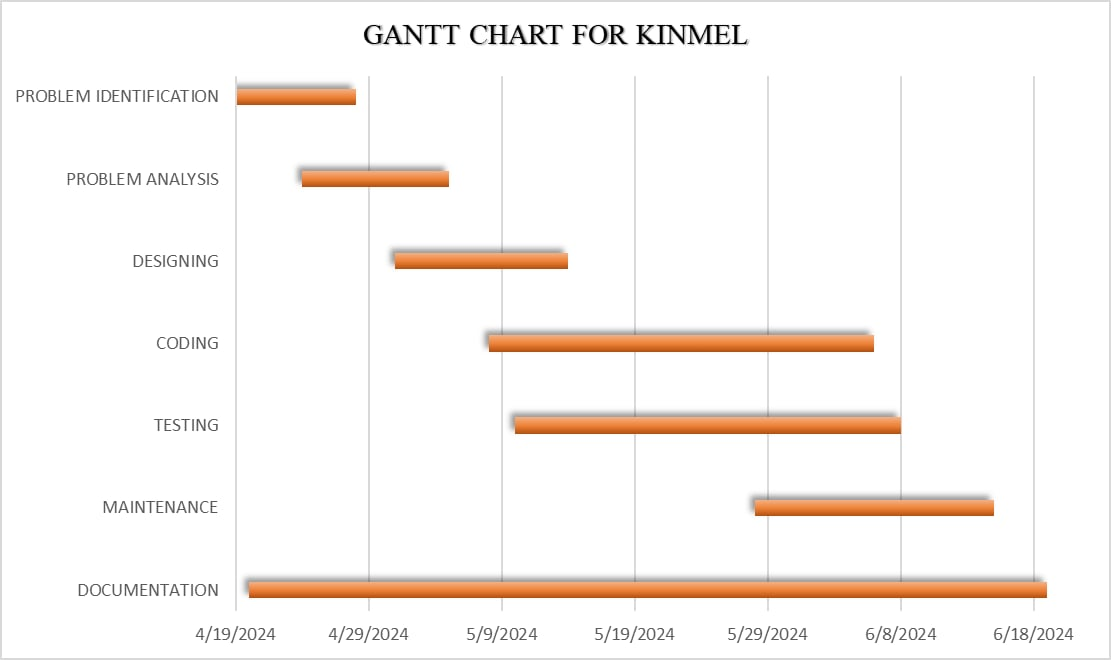 GANTT CHART FOR KINMEL
PROBLEM IDENTIFICATION
PROBLEM ANALYSIS
DESIGNING
CODING
TESTING
MAINTENANCE
DOCUMENTATION
4/19/2024 4/29/2024 5/9/2024 5/19/2024 5/29/2024 6/8/2024 6/18/2024